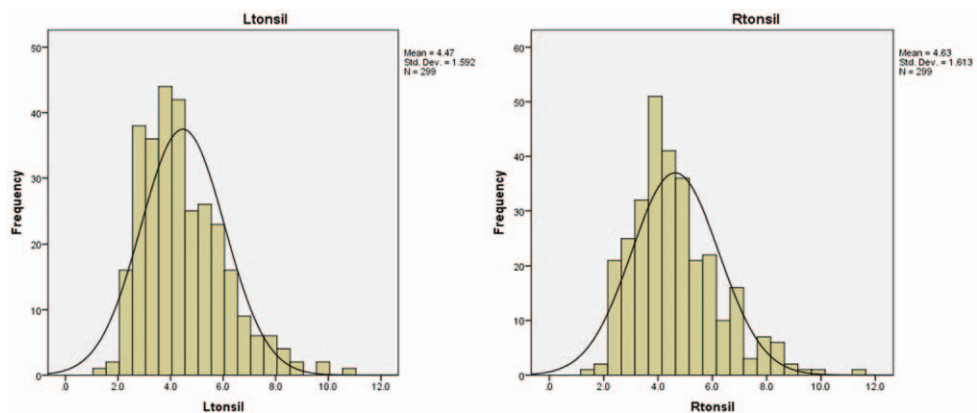 Ltonsil
50
40
30
20
10
0
Frequency
.0 2.0 4.0 6.0 8.0 10.0 12.0
Ltonsil
Mean = 4.47
Std. Dev. = 1.592
N = 299
Rtonsil
60
50
40
30
20
10
0
Frequency
.0 2.0 4.0 6.0 8.0 10.0 12.0
Rtonsil
Mean = 4.63
Std. Dev. = 1.613
N = 299